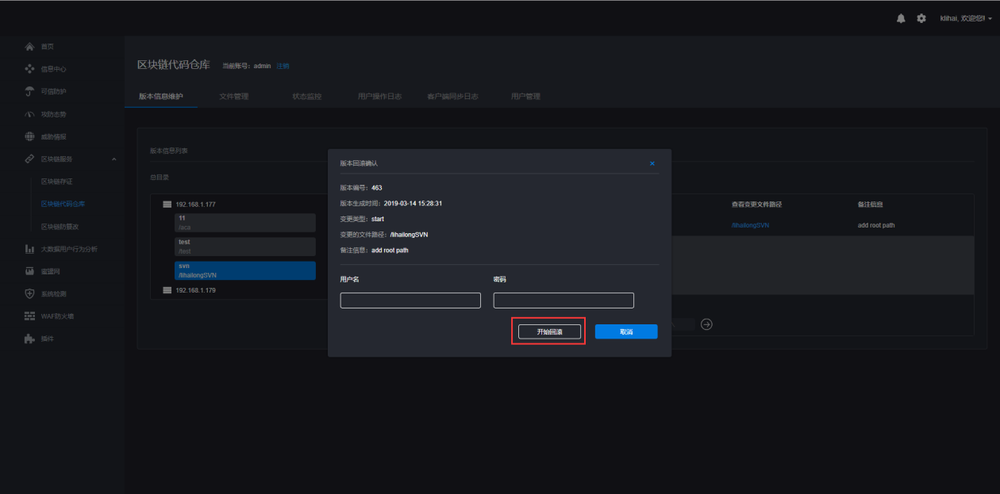 klihai, 欢迎您!
首页
信息中心
可信防护
攻防态势
威胁情报
区块链服务
区块链存证
区块链代码仓库
区块链防篡改
大数据用户行为分析
蜜罐网
系统检测
WAF防火墙
插件
区块链代码仓库 当前账号：admin 注销
版本信息维护 文件管理 状态监控 用户操作日志 客户端同步日志 用户管理
版本信息列表
总目录
192.168.1.177
11
/aca
test
/test
svn
/lihailongSVN
192.168.1.179
查看变更文件路径 备注信息
/lihailongSVN add root path
版本回滚确认
版本编号：463
版本生成时间：2019-03-14 15:28:31
变更类型：start
变更的文件路径：/lihailongSVN
备注信息：add root path
用户名 密码
开始回滚 取消